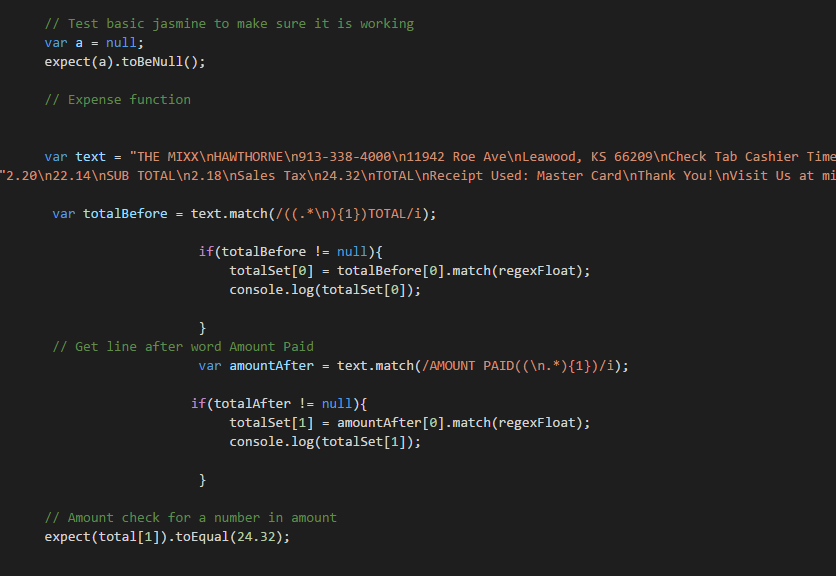 // Test basic jasmine to make sure it is working
var a = null;
expect(a).toBeNull();
// Expense function
var text = "THE MIXX\nHAWTHORNE\n913-338-4000\n11942 Roe Ave\nLeawood, KS 66209\nCheck Tab Cashier Time
"2.20\n22.14\nSUB TOTAL\n2.18\nSales Tax\n24.32\nTOTAL\nReceipt Used: Master Card\nThank You!\nVisit Us at mi
var totalBefore = text.match(/((.*\n){1})TOTAL/i);
if(totalBefore != null){
totalSet[0] = totalBefore[0].match(regexFloat);
console.log(totalSet[0]);
}
// Get line after word Amount Paid
var amountAfter = text.match(/AMOUNT PAID((\n.*){1})/i);
if(totalAfter != null){
totalSet[1] = amountAfter[0].match(regexFloat);
console.log(totalSet[1]);
}
// Amount check for a number in amount
expect(total[1]).toEqual(24.32);